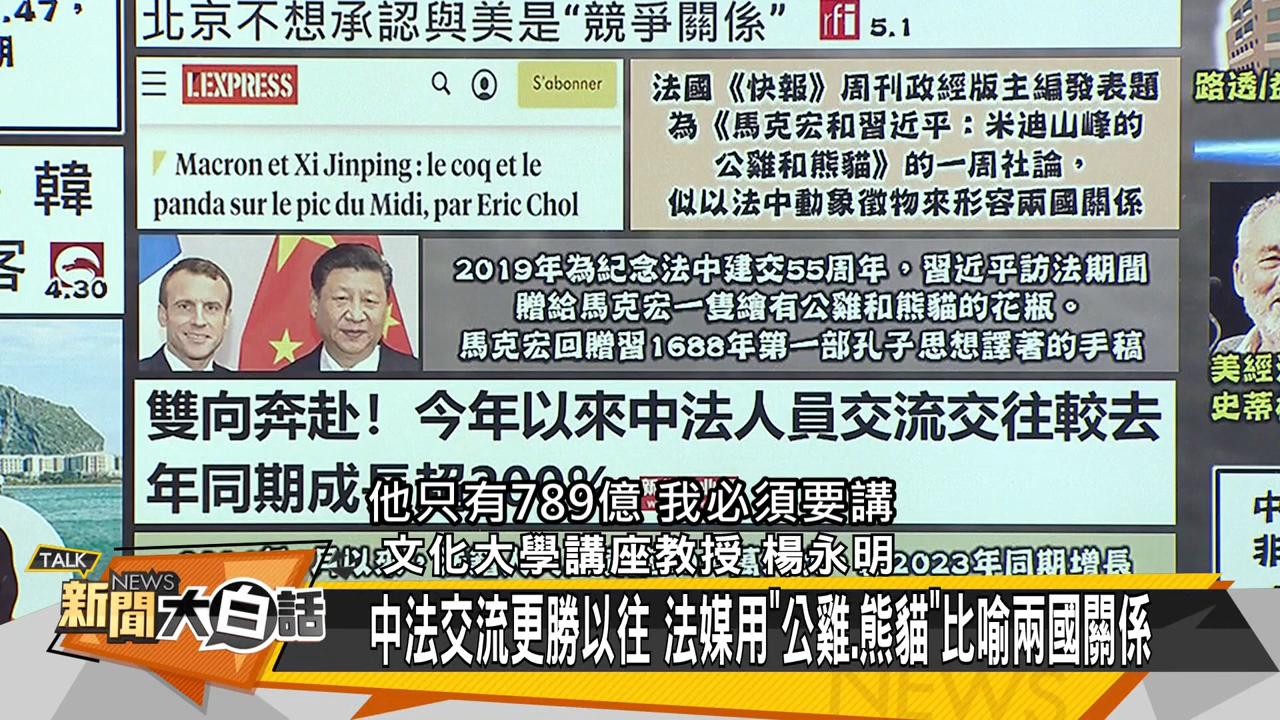 .47，
期
北京不想承認與美是“競爭關係”
rfi 5.1
L'EXPRESS
S'abonner
Macron et Xi Jinping : le coq et le
panda sur le pic du Midi, par Eric Chol
法國《快報》周刊政經版主編發表題
為《馬克宏和習近平：米迪山峰的
公雞和熊貓》的一周社論，
似以法中動象徵物來形容兩國關係
韓
客
4.30
2019年為紀念法中建交55周年，習近平訪法期間
贈給馬克宏一隻繪有公雞和熊貓的花瓶。
馬克宏回贈習1688年第一部孔子思想譯著的手稿
雙向奔赴！今年以來中法人員交流交往較去
年同期成長超200%
路透/
美經
史蒂
中
非
他只有789億 我必須要講
文化大學講座教授 楊永明
2023年同期增長
TALK
NEWS
新聞大白話
中法交流更勝以往 法媒用"公雞.熊貓"比喻兩國關係
NEWS